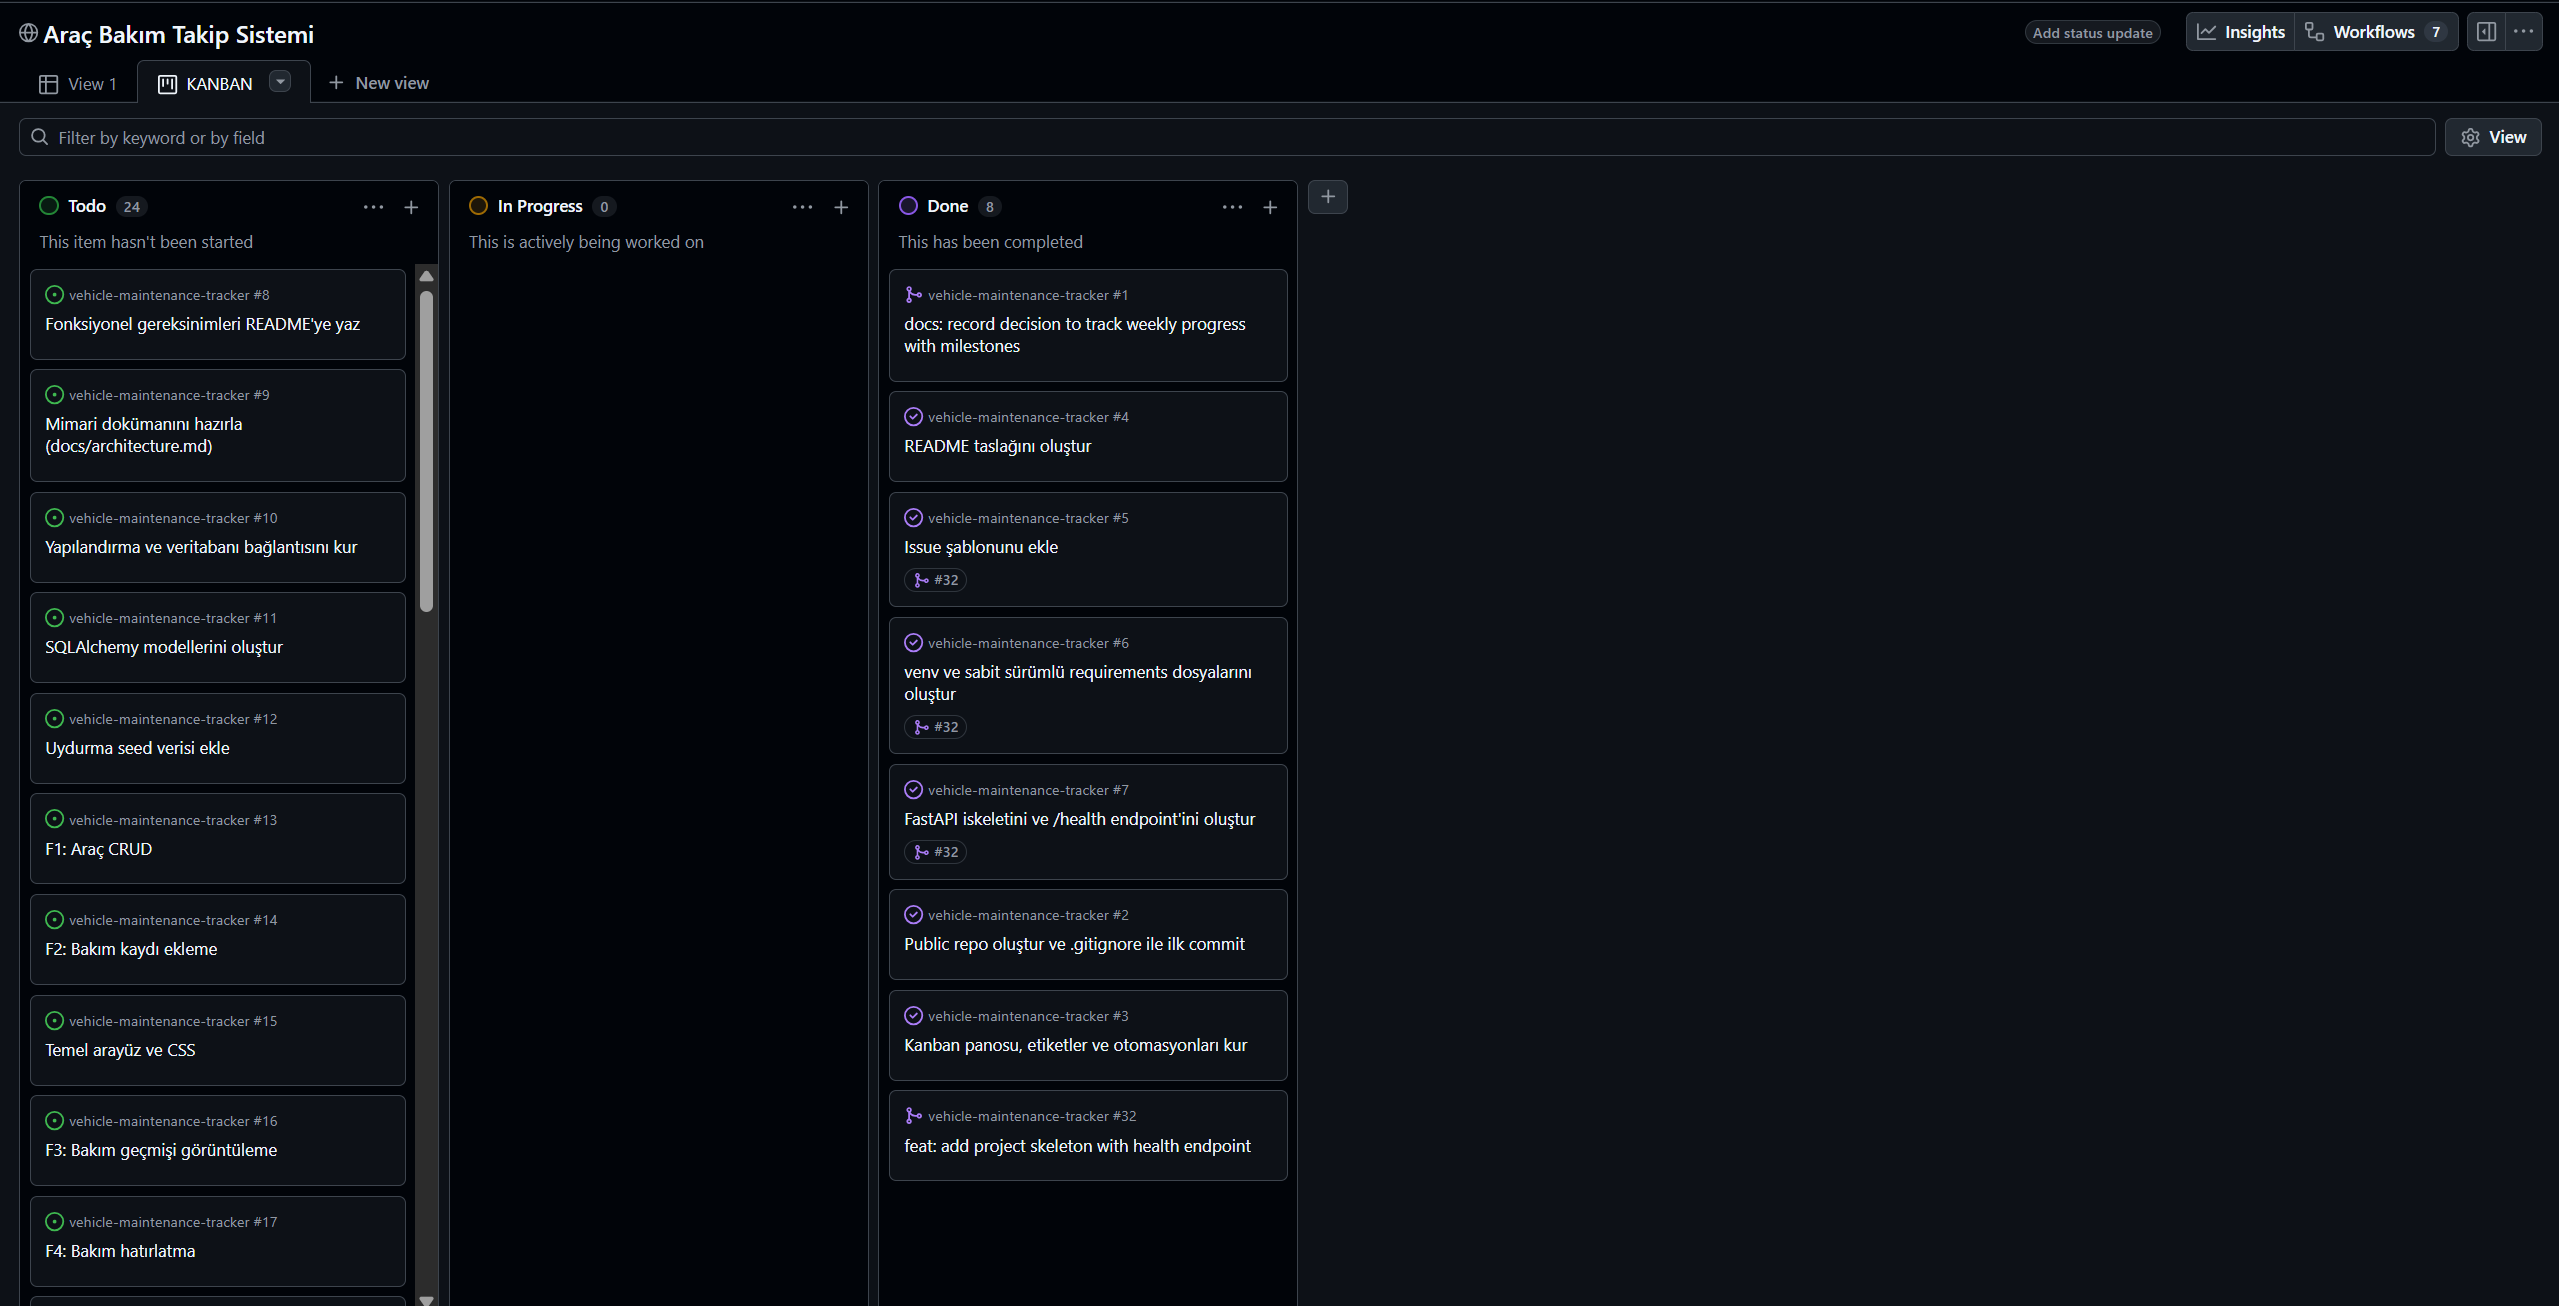 Araç Bakım Takip Sistemi
Add status update
Insights
Workflows 7
View 1
KANBAN
New view
Filter by keyword or by field
View
Todo 24
This item hasn't been started
vehicle-maintenance-tracker #8
Fonksiyonel gereksinimleri README'ye yaz
vehicle-maintenance-tracker #9
Mimari dokümanını hazırla
(docs/architecture.md)
vehicle-maintenance-tracker #10
Yapılandırma ve veritabanı bağlantısını kur
vehicle-maintenance-tracker #11
SQLAlchemy modellerini oluştur
vehicle-maintenance-tracker #12
Uydurma seed verisi ekle
vehicle-maintenance-tracker #13
F1: Araç CRUD
vehicle-maintenance-tracker #14
F2: Bakım kaydı ekleme
vehicle-maintenance-tracker #15
Temel arayüz ve CSS
vehicle-maintenance-tracker #16
F3: Bakım geçmişi görüntüleme
vehicle-maintenance-tracker #17
F4: Bakım hatırlatma
In Progress 0
This is actively being worked on
Done 8
This has been completed
vehicle-maintenance-tracker #1
docs: record decision to track weekly progress
with milestones
vehicle-maintenance-tracker #4
README taslağını oluştur
vehicle-maintenance-tracker #5
Issue şablonunu ekle
#32
vehicle-maintenance-tracker #6
venv ve sabit sürümlü requirements dosyalarını
oluştur
#32
vehicle-maintenance-tracker #7
FastAPI iskeletini ve /health endpoint'ini oluştur
#32
vehicle-maintenance-tracker #2
Public repo oluştur ve .gitignore ile ilk commit
vehicle-maintenance-tracker #3
Kanban panosu, etiketler ve otomasyonları kur
vehicle-maintenance-tracker #32
feat: add project skeleton with health endpoint